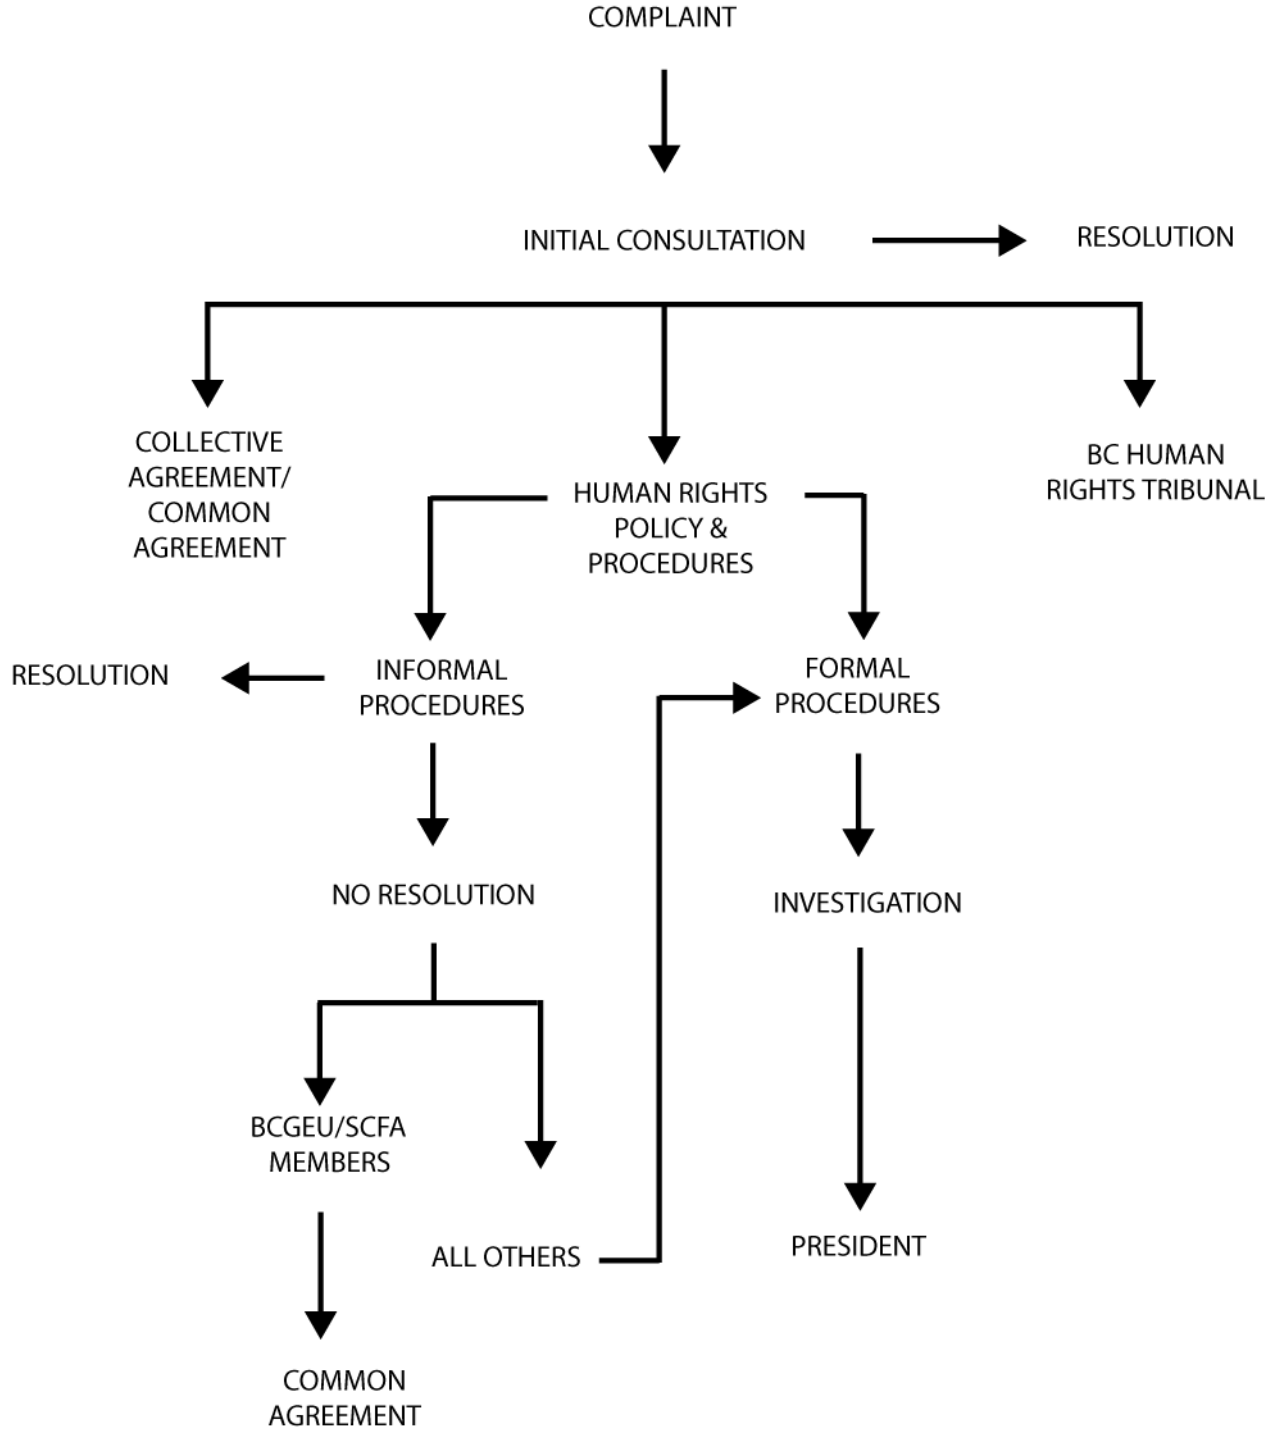 COMPLAINT
INITIAL CONSULTATION
RESOLUTION
COLLECTIVE
AGREEMENT/
COMMON
AGREEMENT
HUMAN RIGHTS
POLICY &
PROCEDURES
BC HUMAN
RIGHTS TRIBUNAL
RESOLUTION
INFORMAL
PROCEDURES
FORMAL
PROCEDURES
NO RESOLUTION
INVESTIGATION
BCGEU/SCFA
MEMBERS
ALL OTHERS
PRESIDENT
COMMON
AGREEMENT